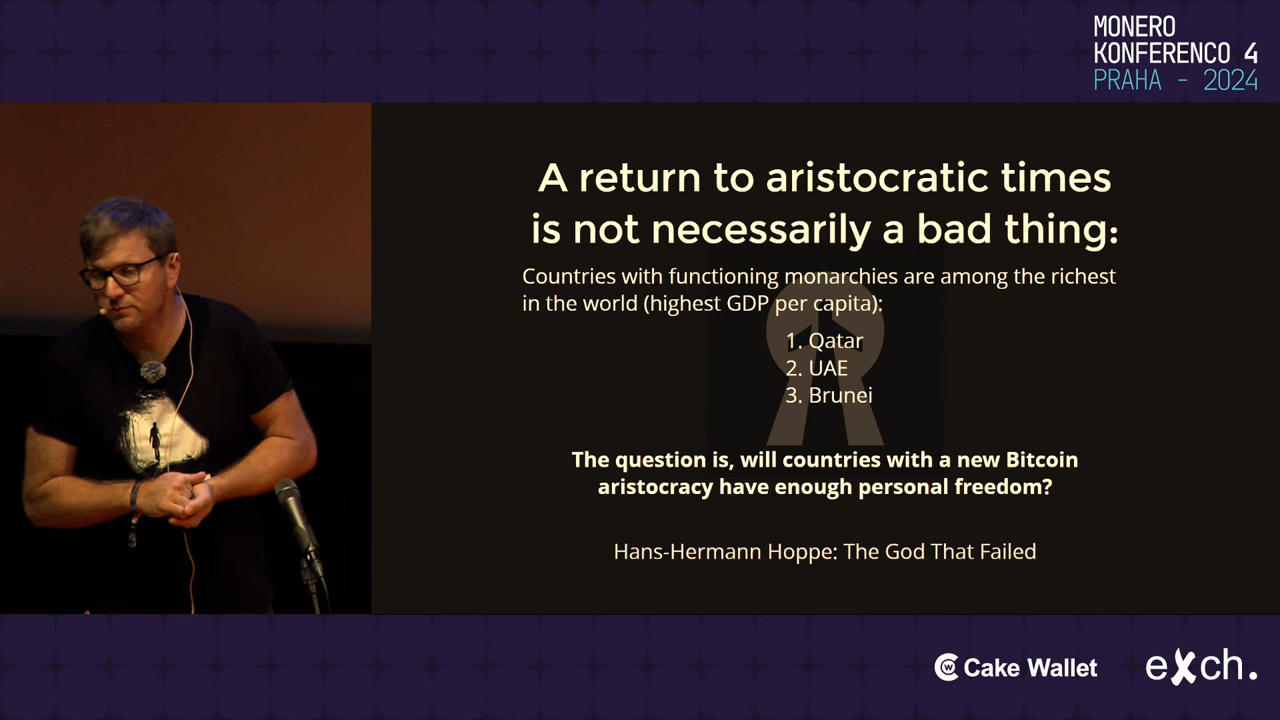 MONERO
KONFERENCO 4
PRAHA - 2024
A return to aristocratic times
is not necessarily a bad thing:
Countries with functioning monarchies are among the richest
in the world (highest GDP per capita):
1. Qatar
2. UAE
3. Brunei
The question is, will countries with a new Bitcoin
aristocracy have enough personal freedom?
Hans-Hermann Hoppe: The God That Failed
Cake Wallet
exch.